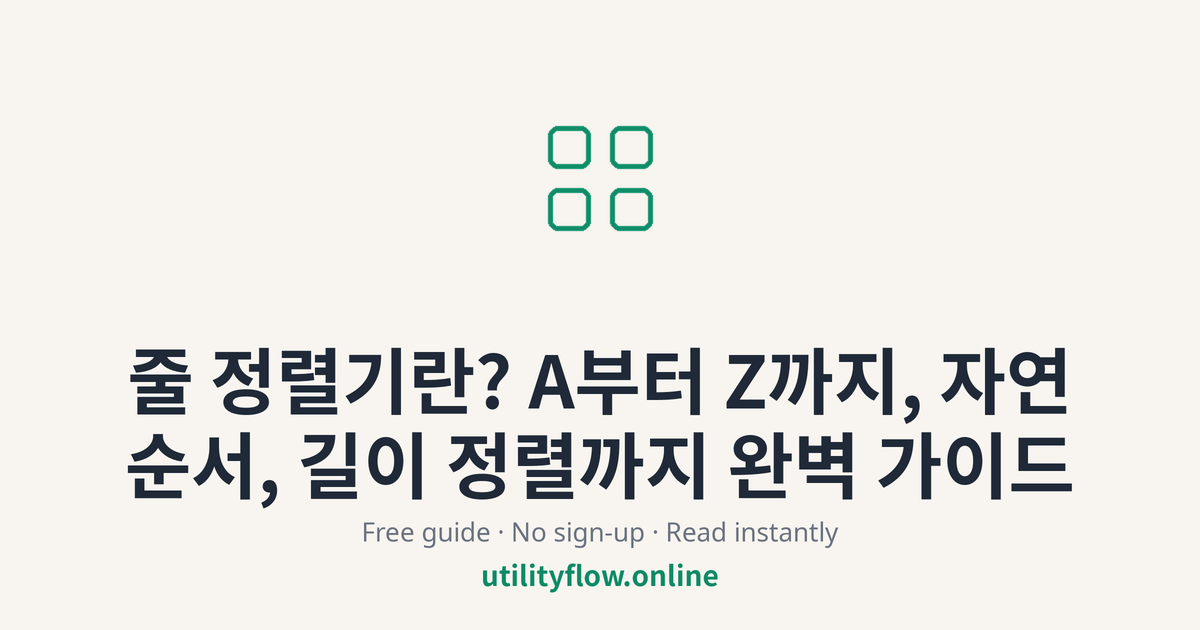 줄 정렬기란? A부터 Z까지, 자연
순서, 길이 정렬까지 완벽 가이드
Free guide · No sign-up · Read instantly
utilityflow.online